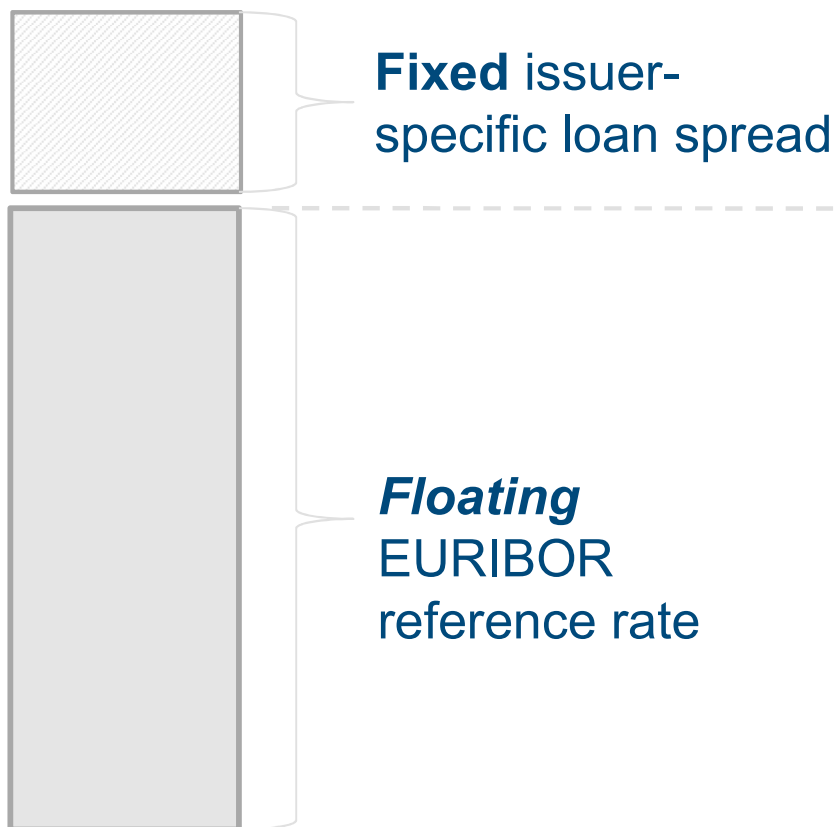 Fixed issuer-
specific loan spread
Floating
EURIBOR
reference rate